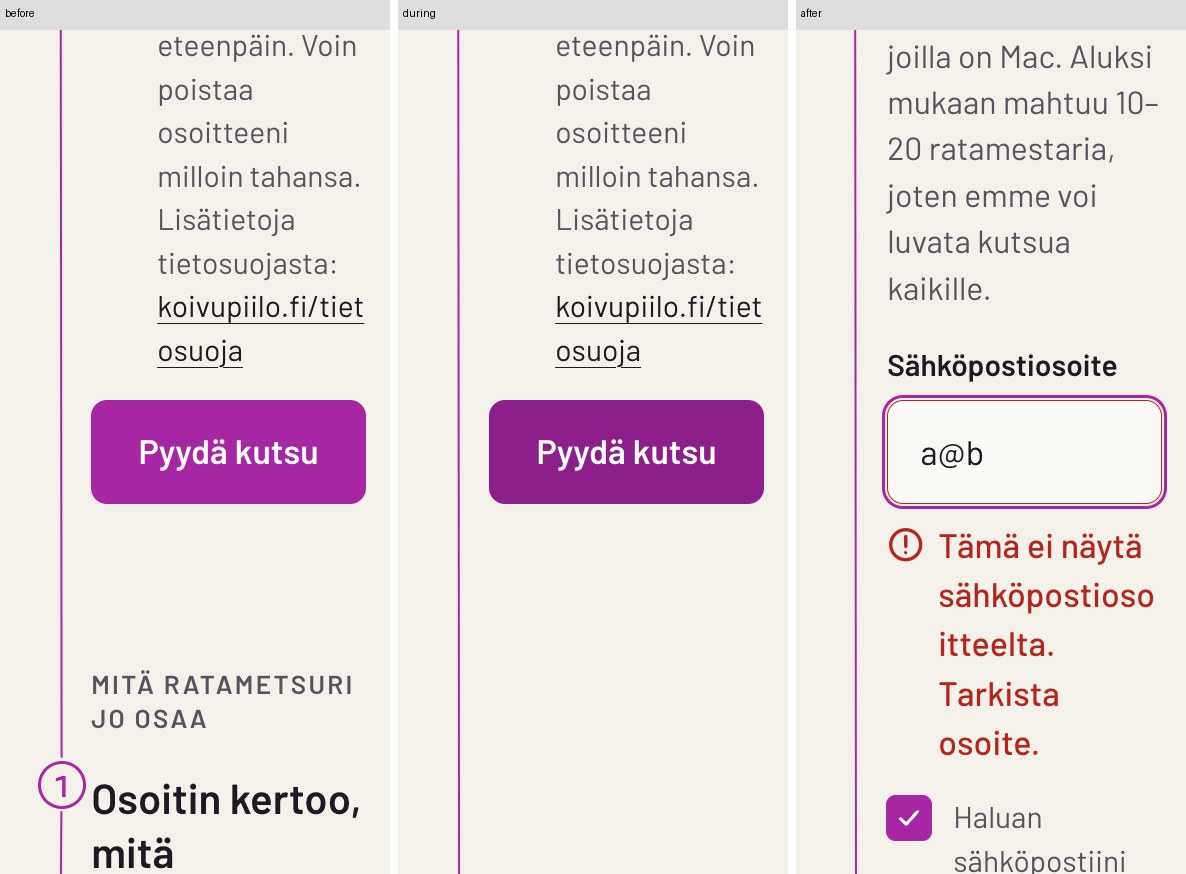 before
eteenpäin. Voin
poistaa
osoitteeni
milloin tahansa.
Lisätietoja
tietosuojasta:
koivupiilo.fi/tiet
osuoja
Pyydä kutsu
MITÄ RATAMETSURI
JO OSAA
1
Osoitin kertoo,
mitä
during
eteenpäin. Voin
poistaa
osoitteeni
milloin tahansa.
Lisätietoja
tietosuojasta:
koivupiilo.fi/tiet
osuoja
Pyydä kutsu
after
joilla on Mac. Aluksi
mukaan mahtuu 10–
20 ratamestaria,
joten emme voi
luvata kutsua
kaikille.
Sähköpostiosoite
a@b
Tämä ei näytä
sähköpostioso
itteelta.
Tarkista
osoite.
Haluan
sähköpostiini